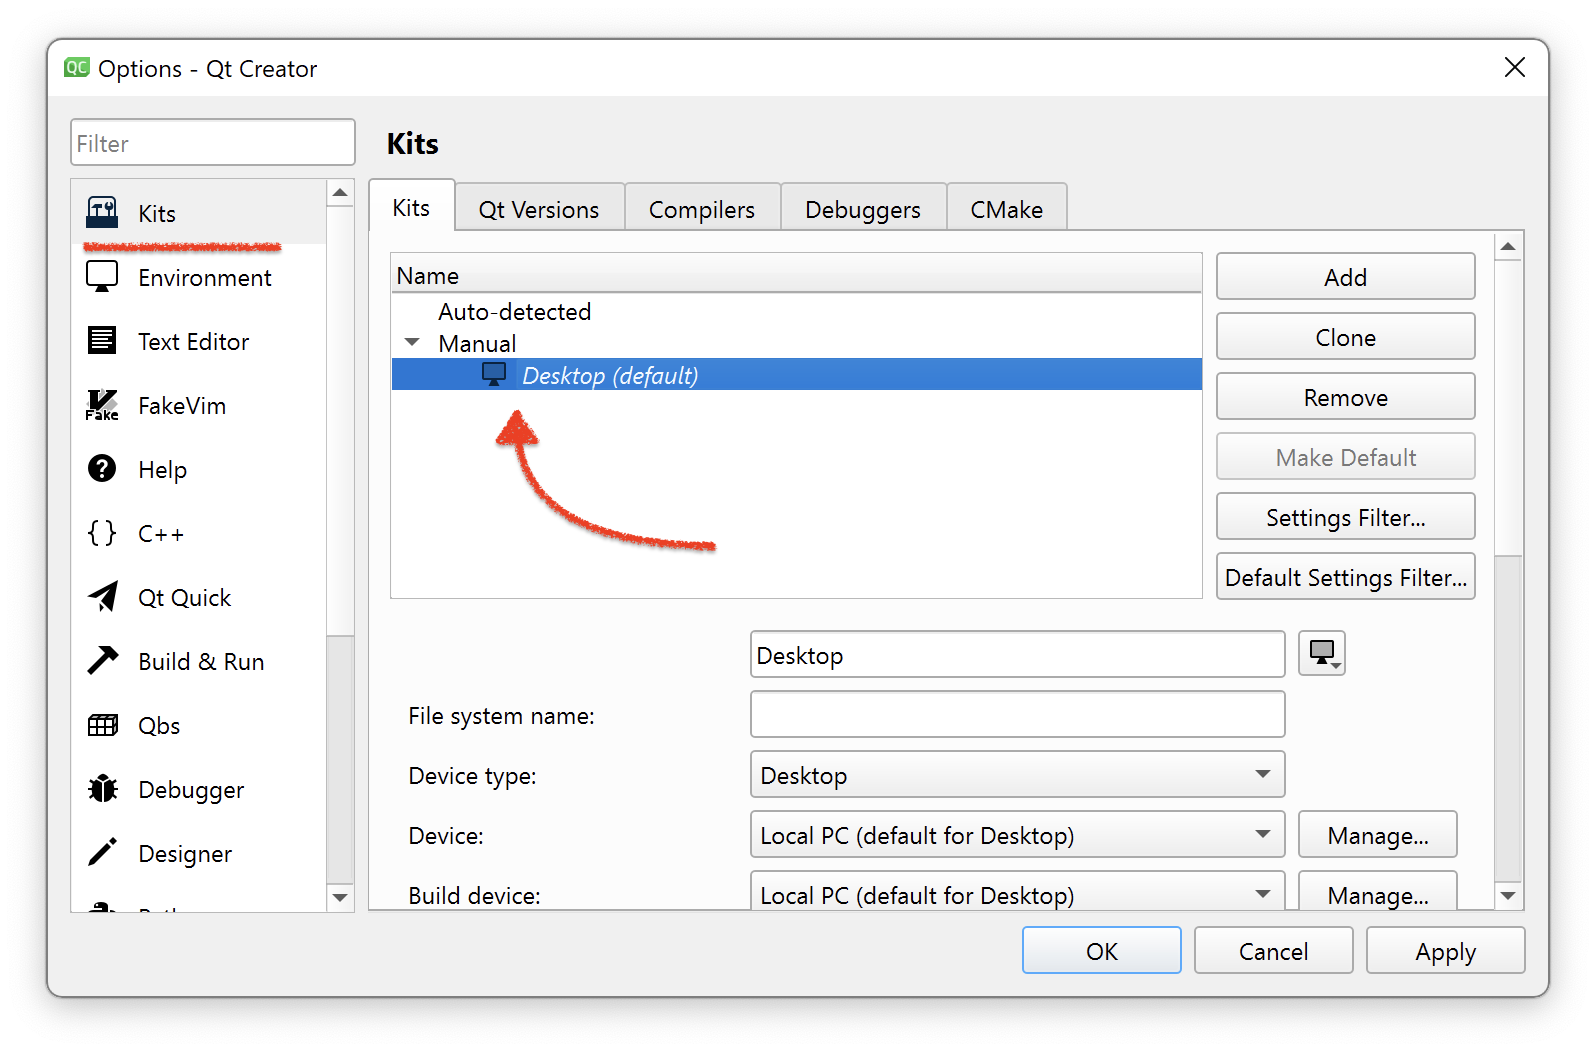 QC Options - Qt Creator
Filter
Kits
Kits
Environment
Text Editor
Fake FakeVim
Help
C++
Qt Quick
Build & Run
Qbs
Debugger
Designer
Kits Qt Versions Compilers Debuggers CMake
Name
Auto-detected
Manual
Desktop (default)
Add
Clone
Remove
Make Default
Settings Filter...
Default Settings Filter...
Desktop
File system name:
Device type: Desktop
Device: Local PC (default for Desktop) Manage...
Build device: Local PC (default for Desktop) Manage...
OK Cancel Apply